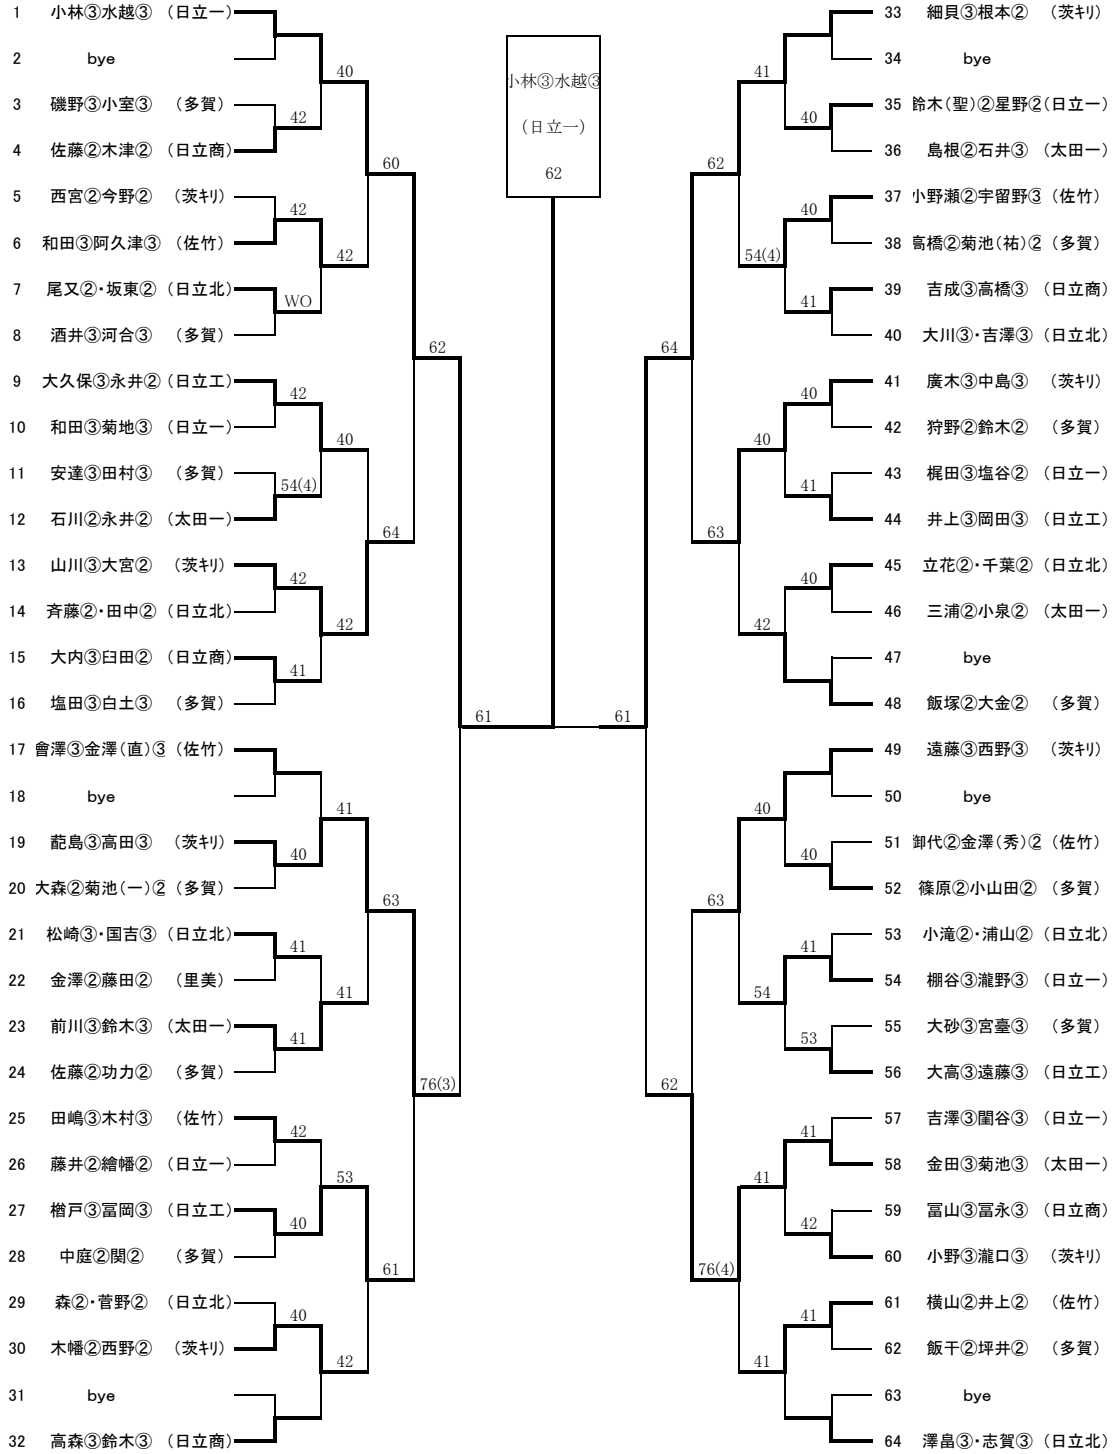 1 小林③水越③ (日立一)
2 bye
3 磯野③小室③ (多賀)
4 佐藤②木津② (日立商)
5 西宮②今野② (茨キリ)
6 和田③阿久津③ (佐竹)
7 尾又②・坂東② (日立北)
8 酒井③河合③ (多賀)
9 大久保③永井② (日立工)
10 和田③菊地③ (日立一)
11 安達③田村③ (多賀)
12 石川②永井② (太田一)
13 山川③大宮② (茨キリ)
14 斉藤②・田中② (日立北)
15 大内③臼田② (日立商)
16 塩田③白土③ (多賀)
17 會澤③金澤(直)③ (佐竹)
18 bye
19 蓜島③高田③ (茨キリ)
20 大森②菊池(一)② (多賀)
21 松崎③・国吉③ (日立北)
22 金澤②藤田② (里美)
23 前川③鈴木③ (太田一)
24 佐藤②功力② (多賀)
25 田嶋③木村③ (佐竹)
26 藤井②繪幡② (日立一)
27 楢戸③冨岡③ (日立工)
28 中庭②関② (多賀)
29 森②・菅野② (日立北)
30 木幡②西野② (茨キリ)
31 bye
32 高森③鈴木③ (日立商)
42
42
WO
42
54(4)
42
41
40
41
41
42
40
40
40
42
40
42
41
41
53
42
60
64
63
61
62
76(3)
61
小林③水越③
(日立一)
62
61
64
62
62
63
63
76(4)
41
54(4)
40
42
40
54
41
41
40
40
41
40
41
40
40
41
53
41
42
41
33 細貝③根本② (茨キリ)
34 bye
35 鈴木(聖)②星野② (日立一)
36 島根②石井③ (太田一)
37 小野瀬②宇留野③ (佐竹)
38 高橋②菊池(祐)② (多賀)
39 吉成③高橋③ (日立商)
40 大川③・吉澤③ (日立北)
41 廣木③中島③ (茨キリ)
42 狩野②鈴木② (多賀)
43 梶田③塩谷② (日立一)
44 井上③岡田③ (日立工)
45 立花②・千葉② (日立北)
46 三浦②小泉② (太田一)
47 bye
48 飯塚②大金② (多賀)
49 遠藤③西野③ (茨キリ)
50 bye
51 御代②金澤(秀)② (佐竹)
52 篠原②小山田② (多賀)
53 小滝②・浦山② (日立北)
54 棚谷③瀧野③ (日立一)
55 大砂③宮臺③ (多賀)
56 大高③遠藤③ (日立工)
57 吉澤③闔谷③ (日立一)
58 金田③菊池③ (太田一)
59 冨山③冨永③ (日立商)
60 小野③瀧口③ (茨キリ)
61 横山②井上② (佐竹)
62 飯干②坪井② (多賀)
63 bye
64 澤畠③・志賀③ (日立北)